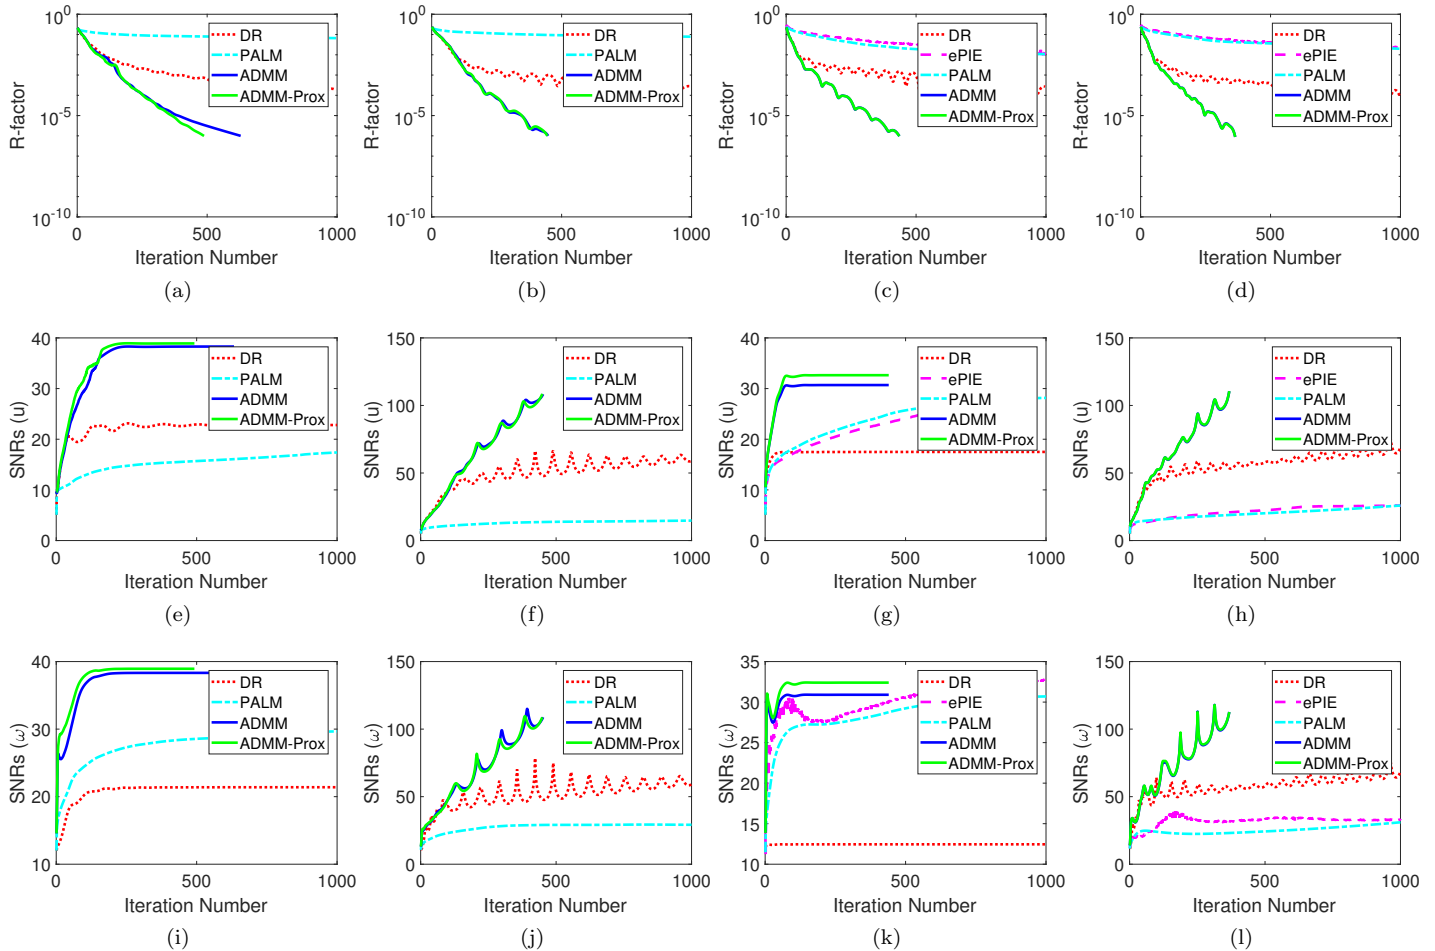 10^0
10^-5
10^-10
R-factor
0
500
1000
Iteration Number
DR
PALM
ADMM
ADMM-Prox
(a)
10^0
10^-5
10^-10
R-factor
0
500
1000
Iteration Number
DR
PALM
ADMM
ADMM-Prox
(b)
10^0
10^-5
10^-10
R-factor
0
500
1000
Iteration Number
DR
ePIE
PALM
ADMM
ADMM-Prox
(c)
10^0
10^-5
10^-10
R-factor
0
500
1000
Iteration Number
DR
ePIE
PALM
ADMM
ADMM-Prox
(d)
40
30
20
10
0
SNRs (u)
0
500
1000
Iteration Number
DR
PALM
ADMM
ADMM-Prox
(e)
150
100
50
0
SNRs (u)
0
500
1000
Iteration Number
DR
PALM
ADMM
ADMM-Prox
(f)
40
30
20
10
0
SNRs (u)
0
500
1000
Iteration Number
DR
ePIE
PALM
ADMM
ADMM-Prox
(g)
150
100
50
0
SNRs (u)
0
500
1000
Iteration Number
DR
ePIE
PALM
ADMM
ADMM-Prox
(h)
40
30
20
10
SNRs (ω)
0
500
1000
Iteration Number
DR
PALM
ADMM
ADMM-Prox
(i)
150
100
50
0
SNRs (ω)
0
500
1000
Iteration Number
DR
PALM
ADMM
ADMM-Prox
(j)
35
30
25
20
15
10
SNRs (ω)
0
500
1000
Iteration Number
DR
ePIE
PALM
ADMM
ADMM-Prox
(k)
150
100
50
0
SNRs (ω)
0
500
1000
Iteration Number
DR
ePIE
PALM
ADMM
ADMM-Prox
(l)